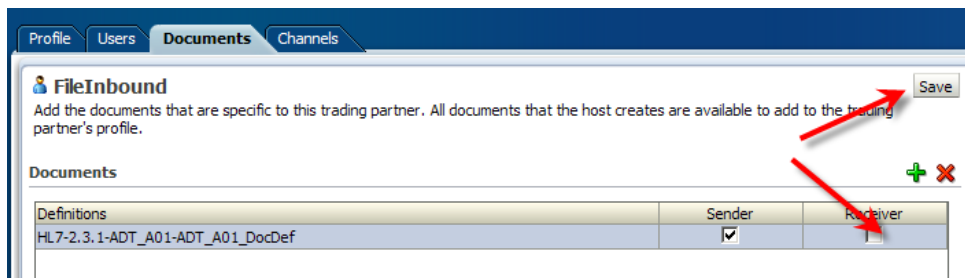 Profile Users Documents Channels
FileInbound
Save
Add the documents that are specific to this trading partner. All documents that the host creates are available to add to the trading
partner's profile.
Documents
Definitions Sender Receiver
HL7-2.3.1-ADT_A01-ADT_A01_DocDef